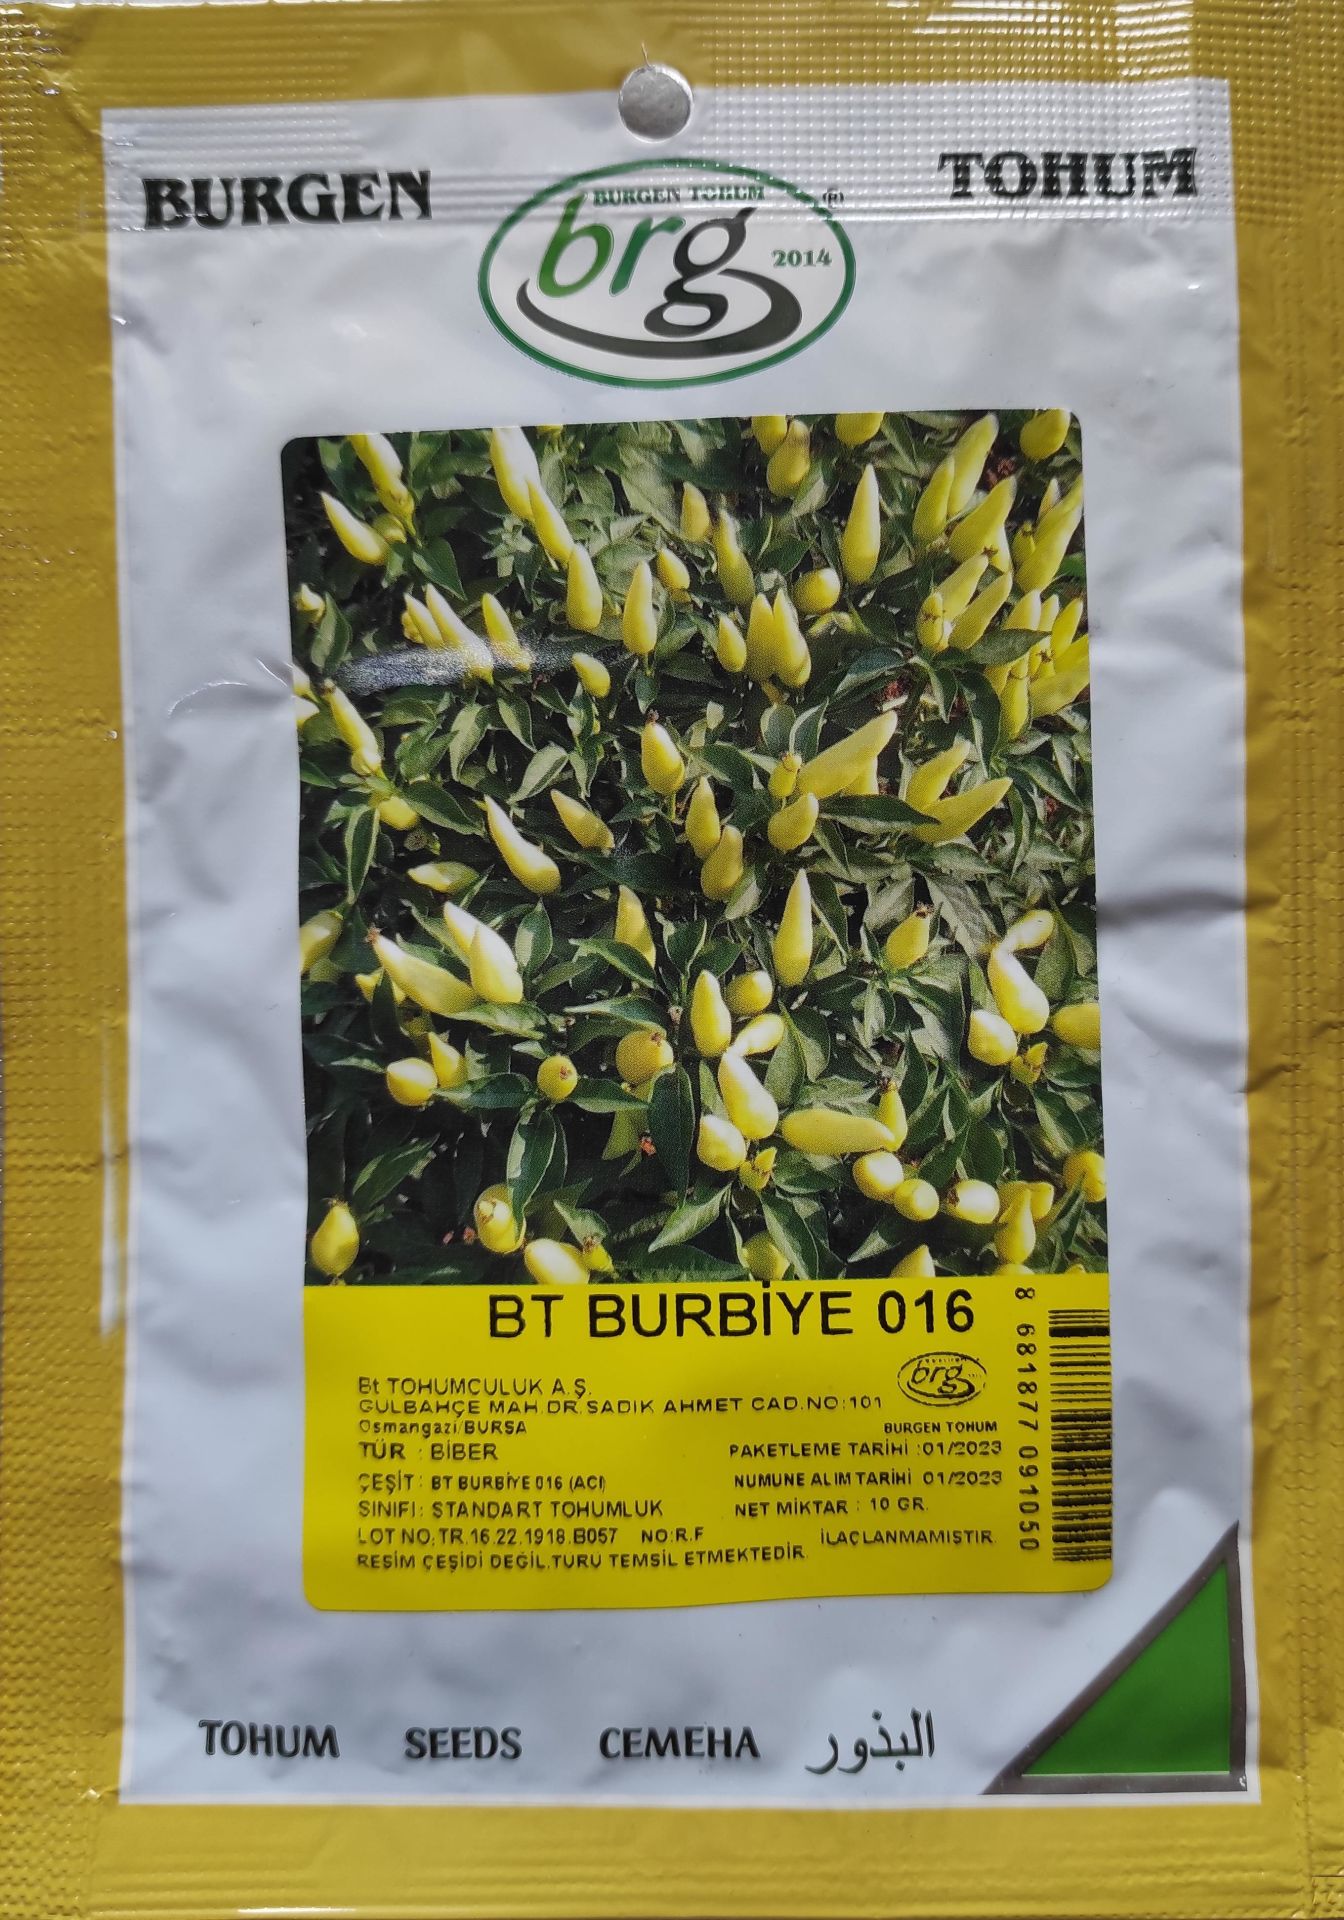 BURGEN
TOHUM
BURGEN TOHUM
brg ®
2014
BT BURBİYE 016
8 681877 091050
brg
Bt TOHUMCULUK A.Ş.
GÜLBAHÇE MAH.DR.SADIK AHMET CAD.NO:101
Osmangazi/BURSA
BURGEN TOHUM
TÜR : BİBER
PAKETLEME TARİHİ :01/2023
ÇEŞİT: BT BURBİYE 016 (ACI)
NUMUNE ALIM TARİHİ 01/2023
SINIFI: STANDART TOHUMLUK
NET MİKTAR : 10 GR.
LOT NO:TR.16.22.1918.B057 NO:R.F
İLAÇLANMAMIŞTIR.
RESİM ÇEŞİDİ DEĞİL,TÜRÜ TEMSİL ETMEKTEDİR.
TOHUM SEEDS СЕМЕНА البذور